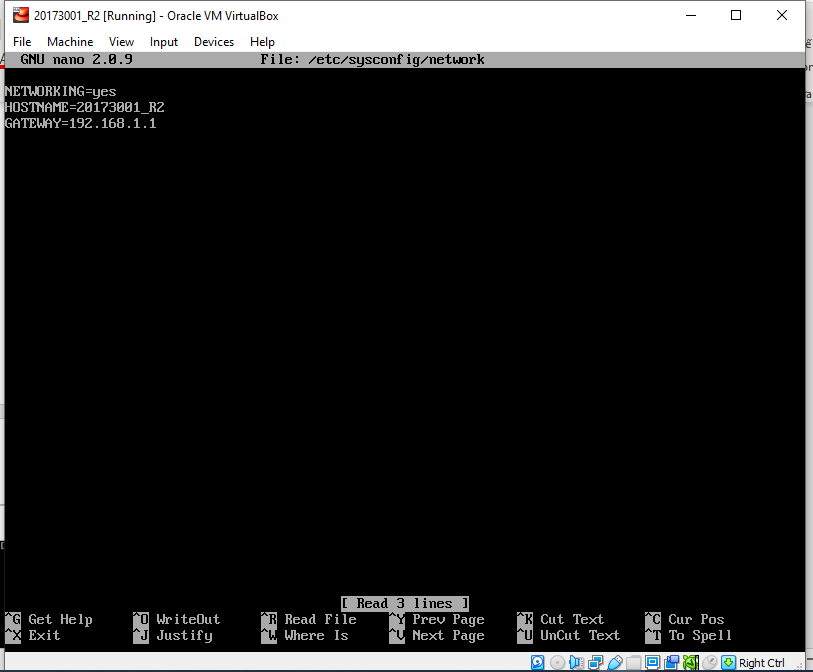 20173001_R2 [Running] - Oracle VM VirtualBox
File Machine View Input Devices Help
GNU nano 2.0.9 File: /etc/sysconfig/network
NETWORKING=yes
HOSTNAME=20173001_R2
GATEWAY=192.168.1.1
[ Read 3 lines ]
^G Get Help ^O WriteOut ^R Read File ^Y Prev Page ^K Cut Text ^C Cur Pos
^X Exit ^J Justify ^W Where Is ^V Next Page ^U UnCut Text ^T To Spell
Right Ctrl